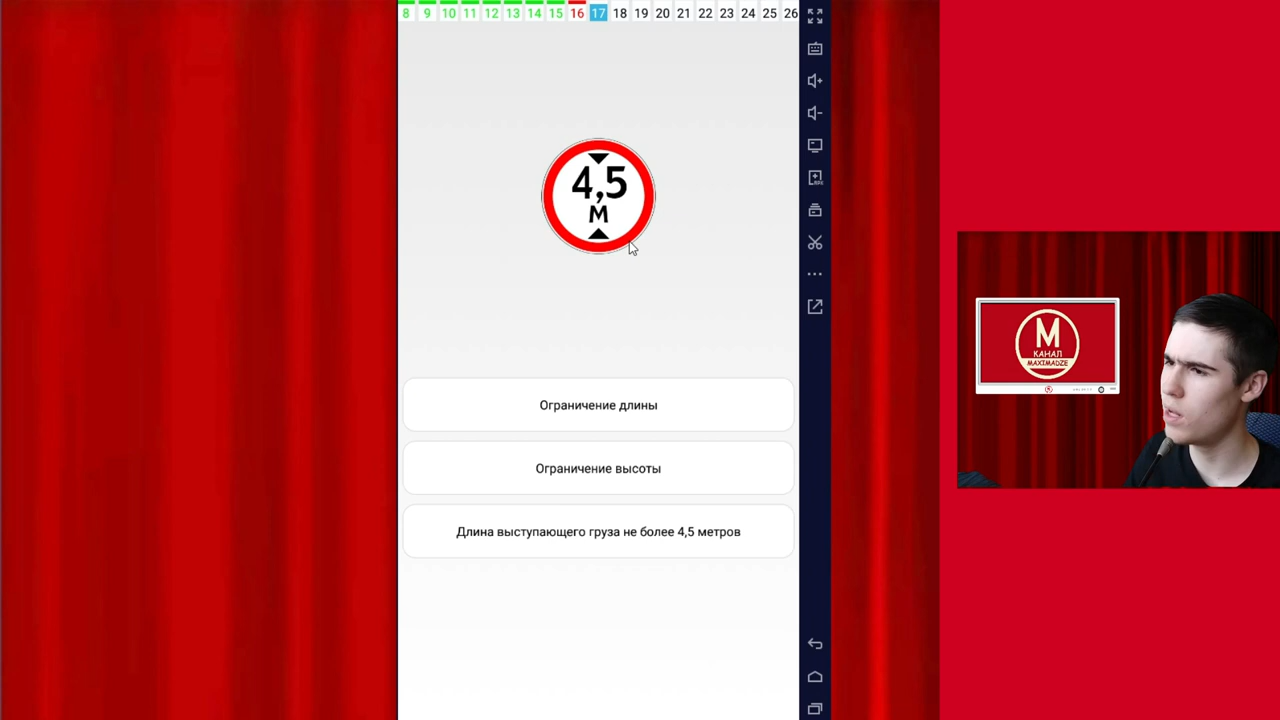 8 9 10 11 12 13 14 15 16 17 18 19 20 21 22 23 24 25 26
4,5
М
Ограничение длины
Ограничение высоты
Длина выступающего груза не более 4,5 метров
М
КАНАЛ
MAXIMADZE